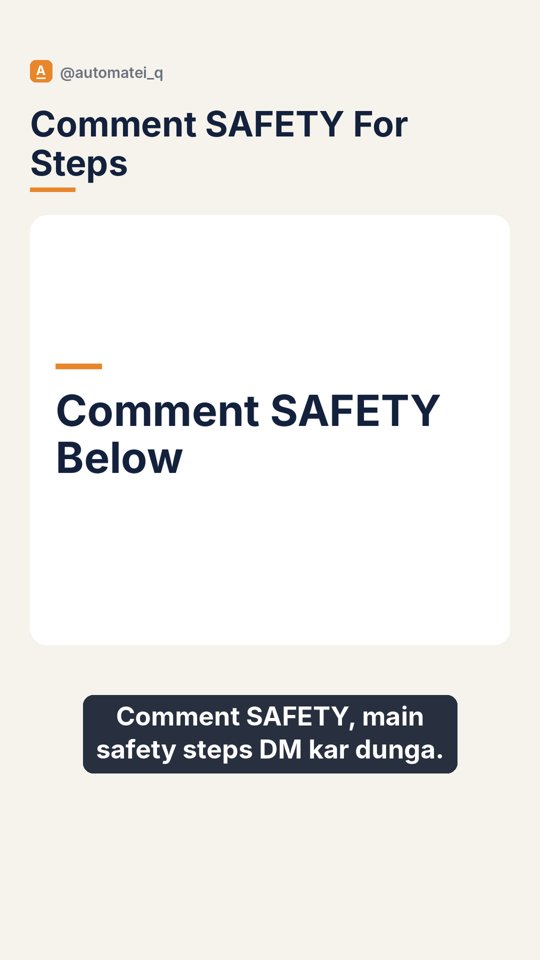 A
@automatei_q
Comment SAFETY For
Steps
Comment SAFETY
Below
Comment SAFETY, main
safety steps DM kar dunga.